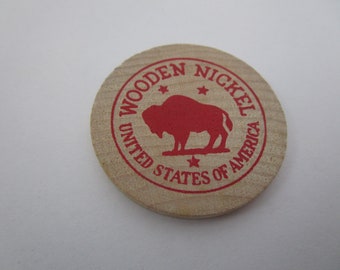 WOODEN NICKEL
UNITED STATES OF AMERICA